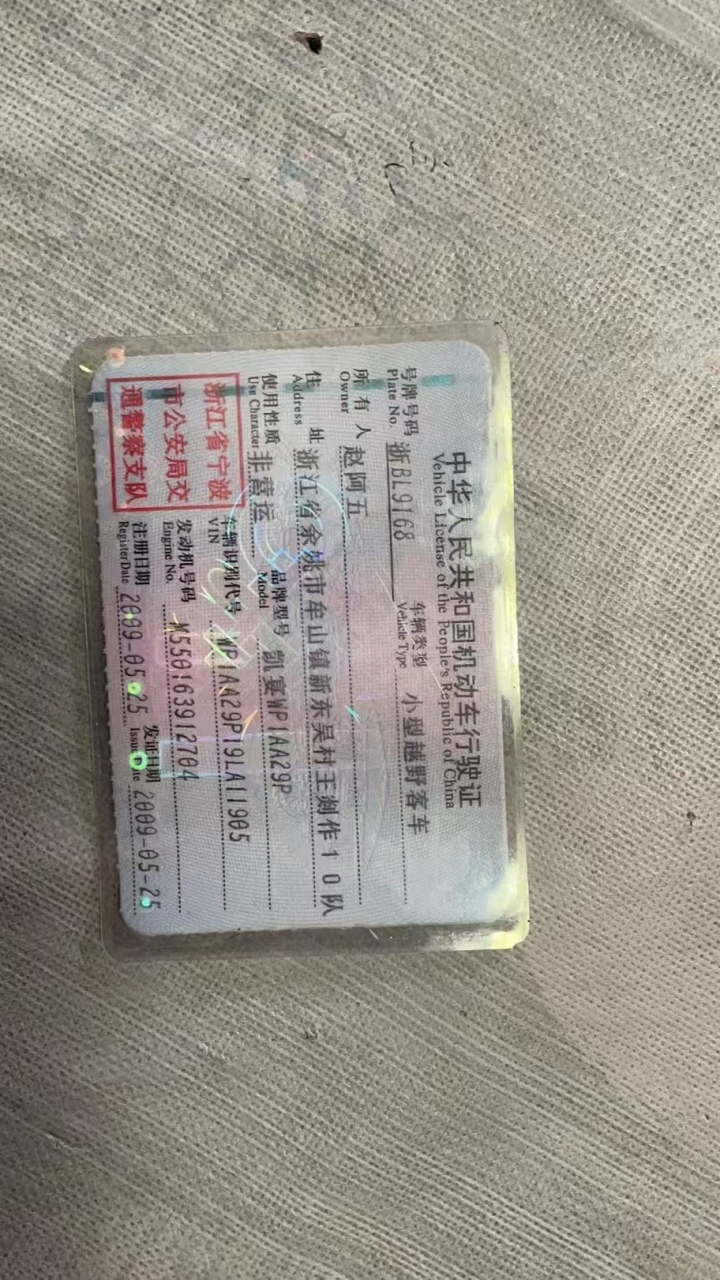 中华人民共和国机动车行驶证
Vehicle License of the People's Republic of China
号牌号码 浙BL9168 车辆类型 小型越野客车
Plate No. Vehicle Type
所有人 赵阿五
Owner
住址 浙江省余姚市牟山镇新东吴村王渕作10队
Address
使用性质 非营运 品牌型号 凯宴WP1AA29P
Use Character Model
浙江省宁波
市公安局交
通警察支队
车辆识别代号 WP1AA29P19LA11905
VIN
发动机号码 M550163912704
Engine No.
注册日期 2009-05-25 发证日期 2009-05-25
Register Date Issue Date